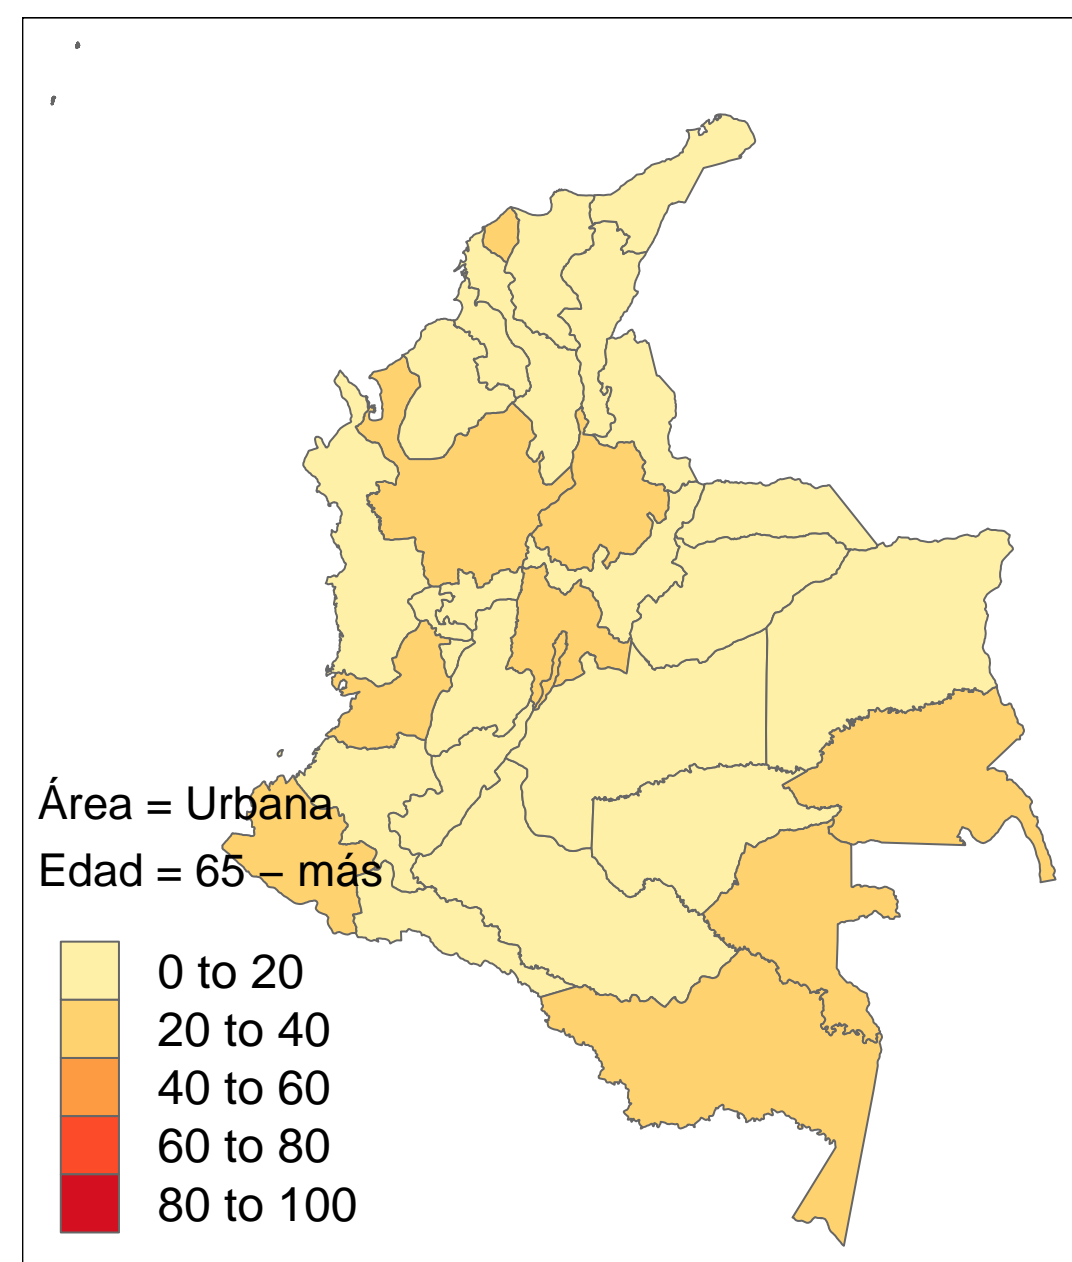 Área = Urbana
Edad = 65 – más
0 to 20
20 to 40
40 to 60
60 to 80
80 to 100